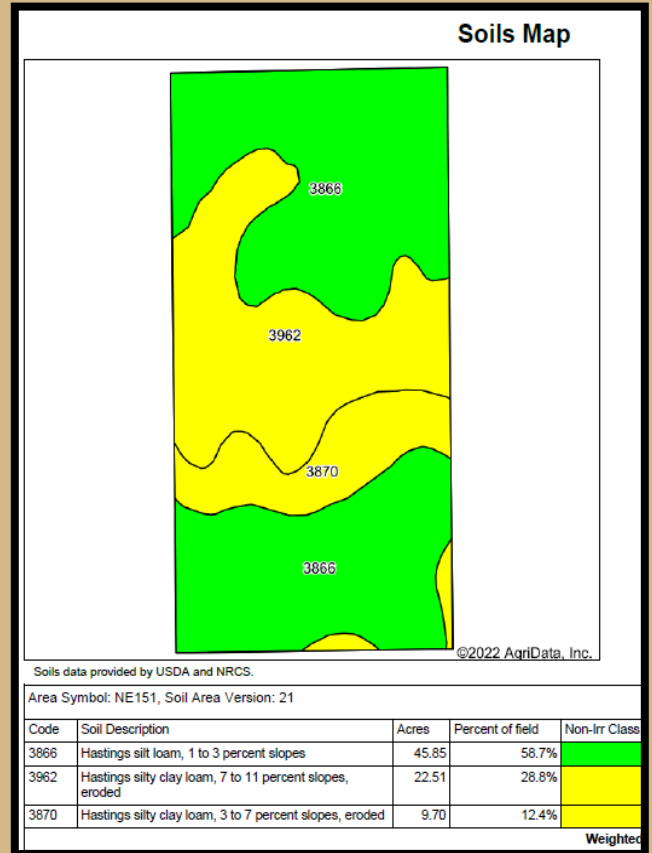 Soils Map
3866
3962
3870
3866
©2022 AgriData, Inc.
Soils data provided by USDA and NRCS.
Area Symbol: NE151, Soil Area Version: 21
Code Soil Description Acres Percent of field Non-Irr Class
3866 Hastings silt loam, 1 to 3 percent slopes 45.85 58.7%
3962 Hastings silty clay loam, 7 to 11 percent slopes, 22.51 28.8%
eroded
3870 Hastings silty clay loam, 3 to 7 percent slopes, eroded 9.70 12.4%
Weighted